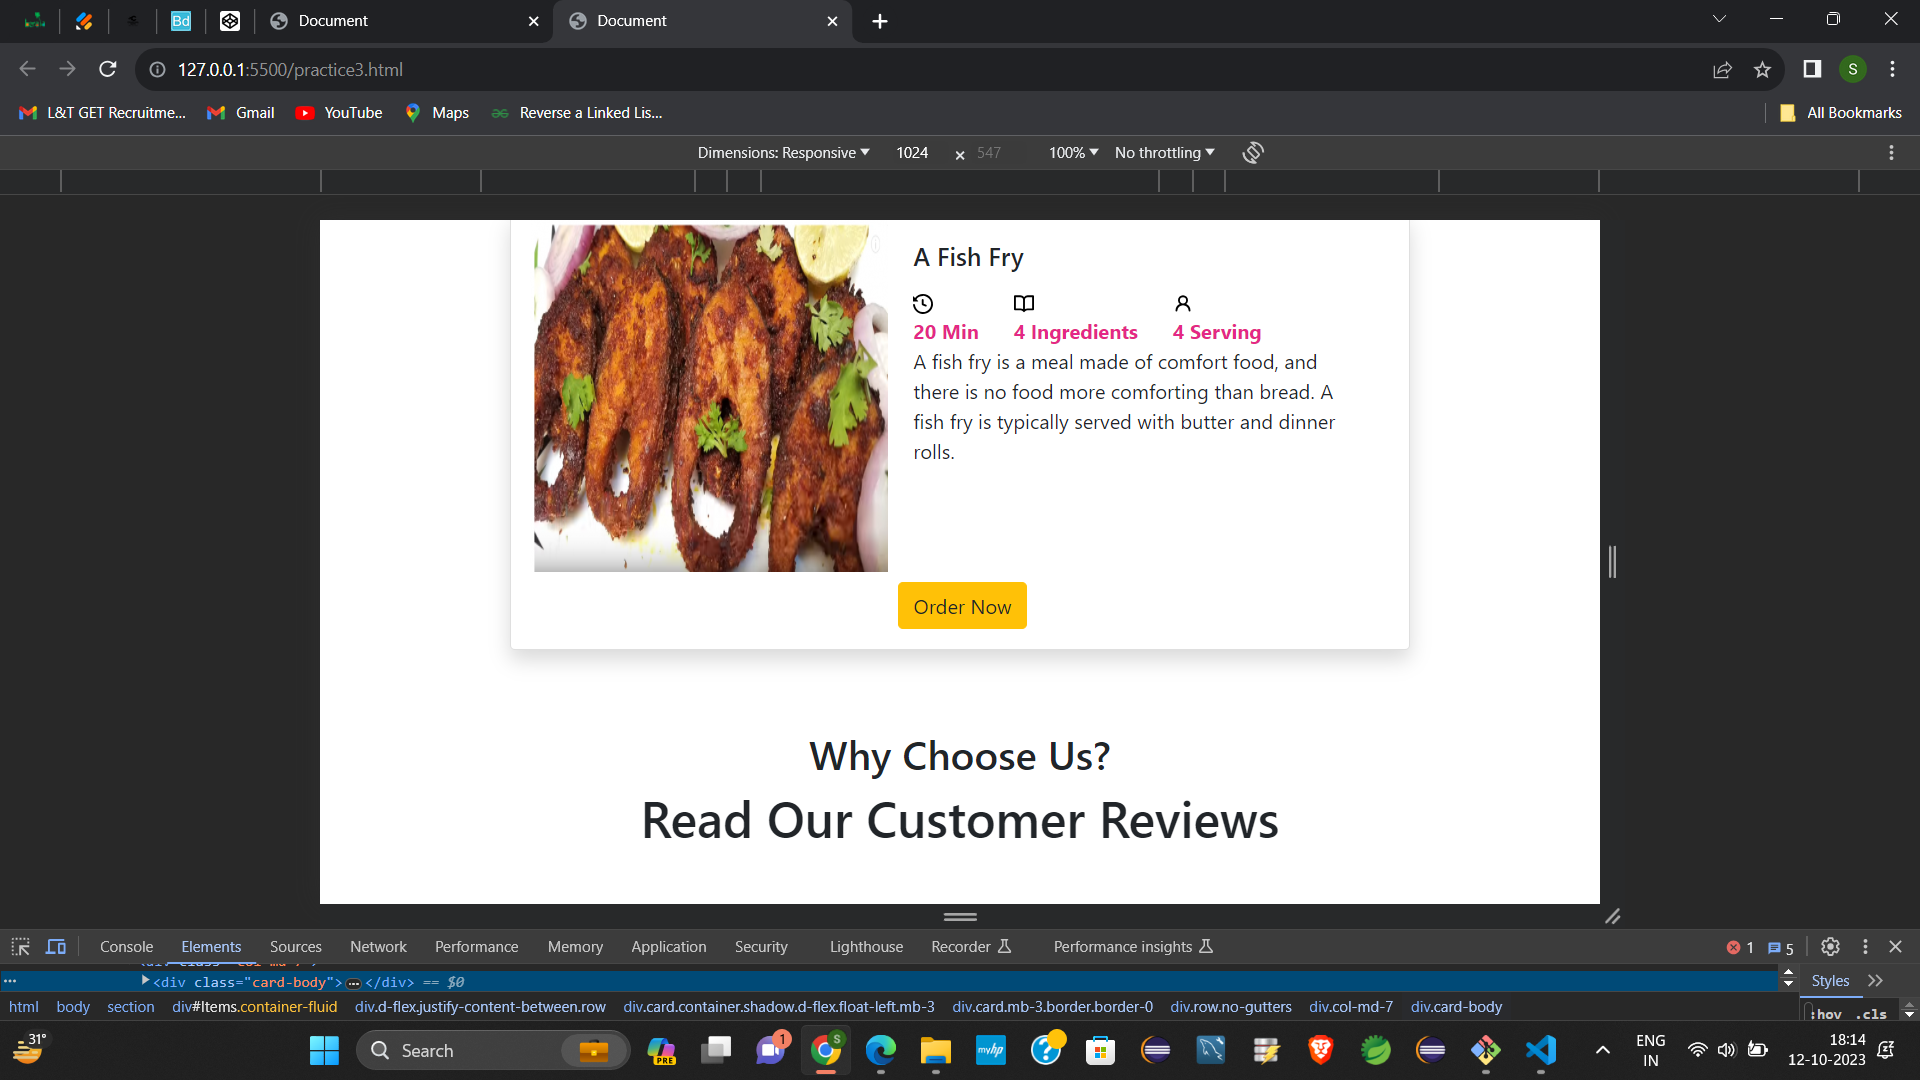 Bd
Document
Document
127.0.0.1:5500/practice3.html
S
L&T GET Recruitme...
Gmail
YouTube
Maps
Reverse a Linked Lis...
All Bookmarks
Dimensions: Responsive
1024
547
100%
No throttling
A Fish Fry
20 Min
4 Ingredients
4 Serving
A fish fry is a meal made of comfort food, and
there is no food more comforting than bread. A
fish fry is typically served with butter and dinner
rolls.
Order Now
Why Choose Us?
Read Our Customer Reviews
Console
Elements
Sources
Network
Performance
Memory
Application
Security
Lighthouse
Recorder
Performance insights
1
5
<div class="card-body"> ... </div> == $0
Styles
html
body
section
div#Items.container-fluid
div.d-flex.justify-content-between.row
div.card.container.shadow.d-flex.float-left.mb-3
div.card.mb-3.border.border-0
div.row.no-gutters
div.col-md-7
div.card-body
:hov .cls
31°
Search
PRE
1
S
myhp
ENG
IN
18:14
12-10-2023